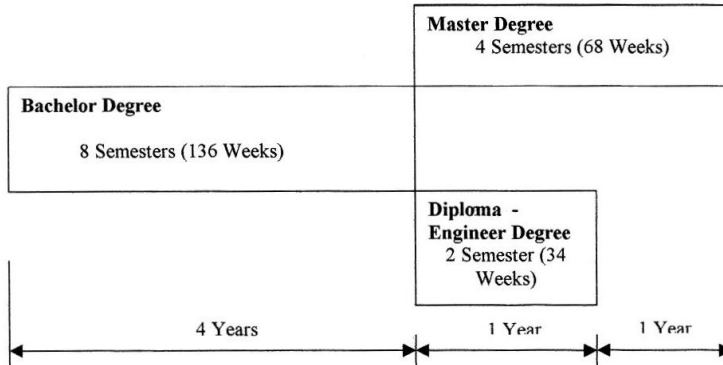 Master Degree
4 Semesters (68 Weeks)
Bachelor Degree
8 Semesters (136 Weeks)
Diploma -
Engineer Degree
2 Semester (34
Weeks)
4 Years
1 Year
1 Year